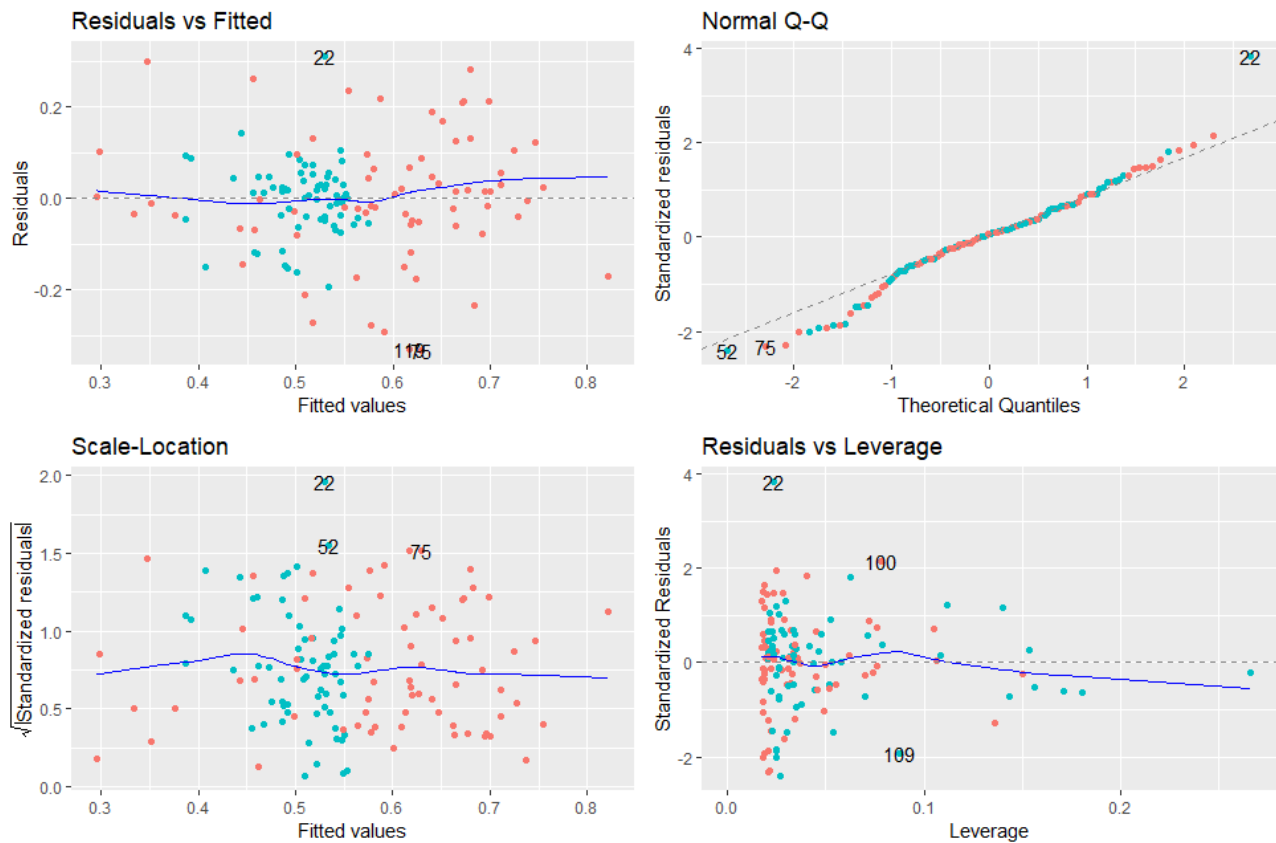 Residuals vs Fitted
Residuals
0.2
0.0
-0.2
22
119
75
0.3 0.4 0.5 0.6 0.7 0.8
Fitted values
Normal Q-Q
Standardized residuals
4
2
0
-2
22
52
75
-2 -1 0 1 2
Theoretical Quantiles
Scale-Location
√|Standardized residuals|
2.0
1.5
1.0
0.5
0.0
22
52
75
0.3 0.4 0.5 0.6 0.7 0.8
Fitted values
Residuals vs Leverage
Standardized Residuals
4
2
0
-2
22
100
109
0.0 0.1 0.2
Leverage